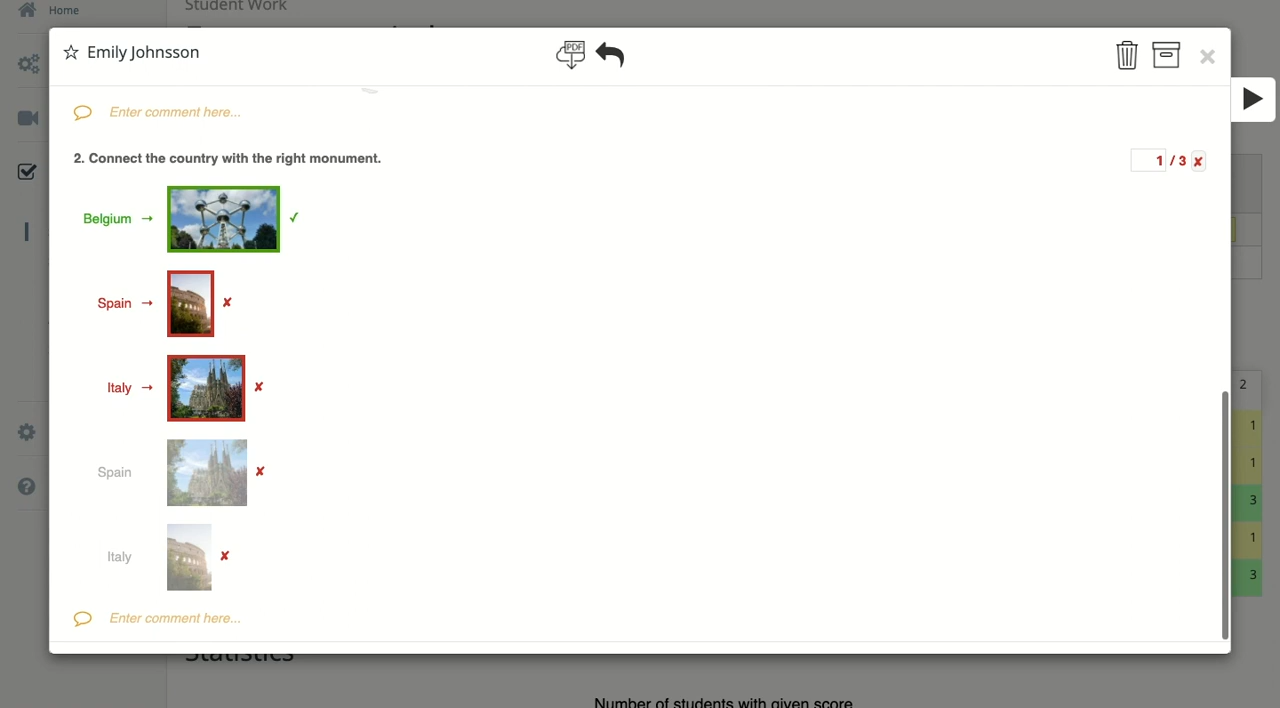 Home
Student Work
Emily Johnsson
PDF
Enter comment here...
2. Connect the country with the right monument.
1 / 3 ✘
Belgium → ✓
Spain → ✘
Italy → ✘
Spain ✘
Italy ✘
Enter comment here...
2
1
1
3
1
3
Statistics
Number of students with given score